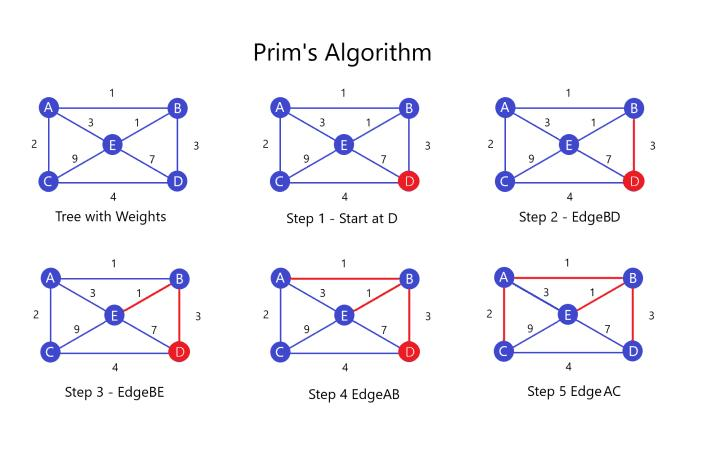 Prim's Algorithm
1 1 1
A B A B A B
3 1 3 1 3 1
2 E 3 2 E 3 2 E 3
9 7 9 7 9 7
C D C D C D
4 4 4
Tree with Weights
Step 1 - Start at D
Step 2 - EdgeBD
1 1 1
A B A B A B
3 1 3 1 3 1
2 E 3 2 E 3 2 E 3
9 7 9 7 9 7
C D C D C D
4 4 4
Step 3 - EdgeBE
Step 4 EdgeAB
Step 5 EdgeAC